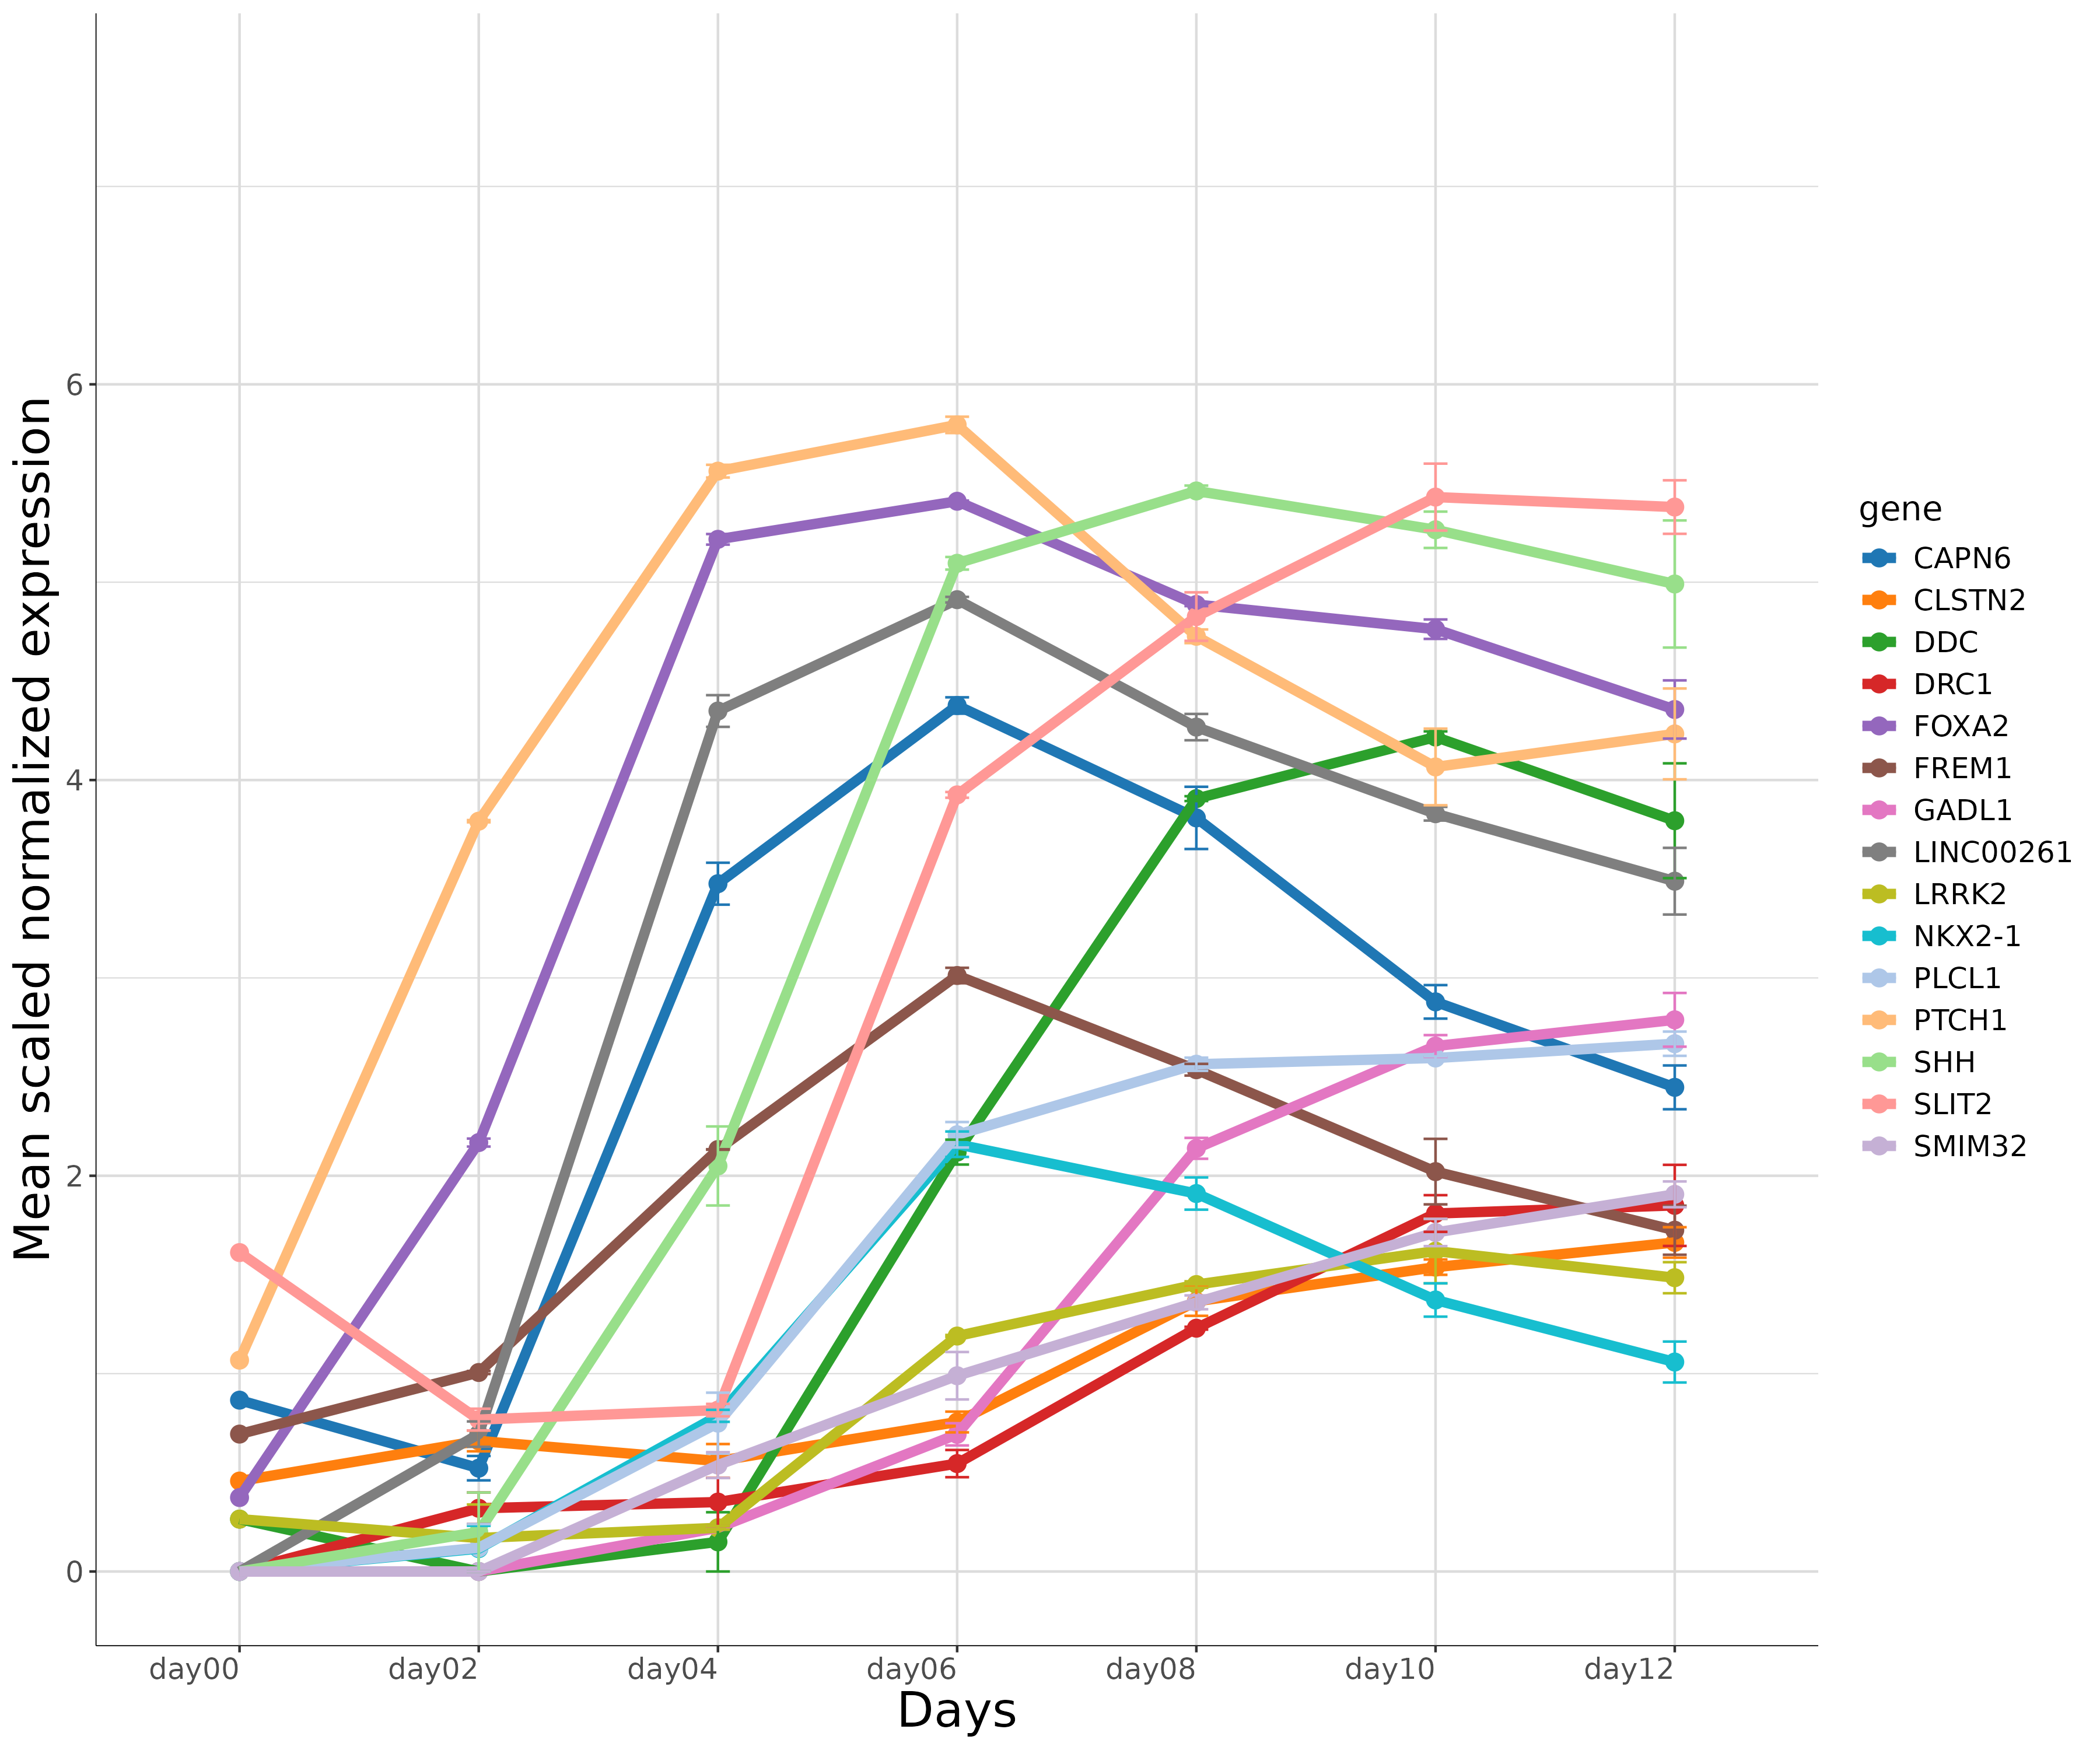 Mean scaled normalized expression
6
4
2
0
day00 day02 day04 day06 day08 day10 day12
Days
gene
CAPN6
CLSTN2
DDC
DRC1
FOXA2
FREM1
GADL1
LINC00261
LRRK2
NKX2-1
PLCL1
PTCH1
SHH
SLIT2
SMIM32